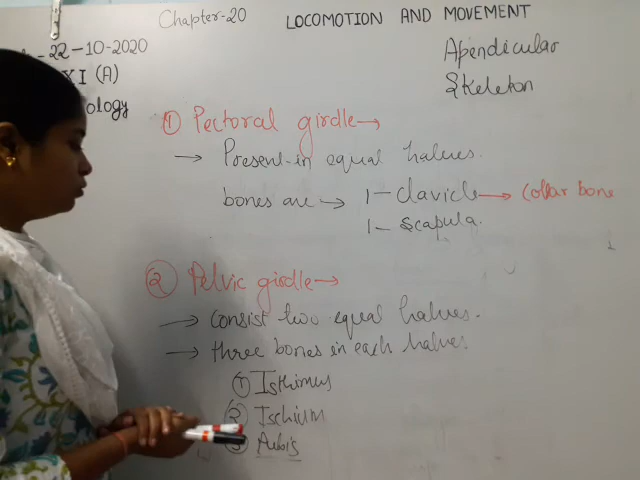 Chapter-20 LOCOMOTION AND MOVEMENT
-22-10-2020
XI (A)
ology
Apendicular
Skeleton
① Pectoral girdle→
→ Present in equal halves.
bones are → 1- clavicle → Collar bone
1- Scapula.
② Pelvic girdle→
→ Consist two equal halves.
→ three bones in each halves.
① Isthimus
② Ischium
③ Pubis